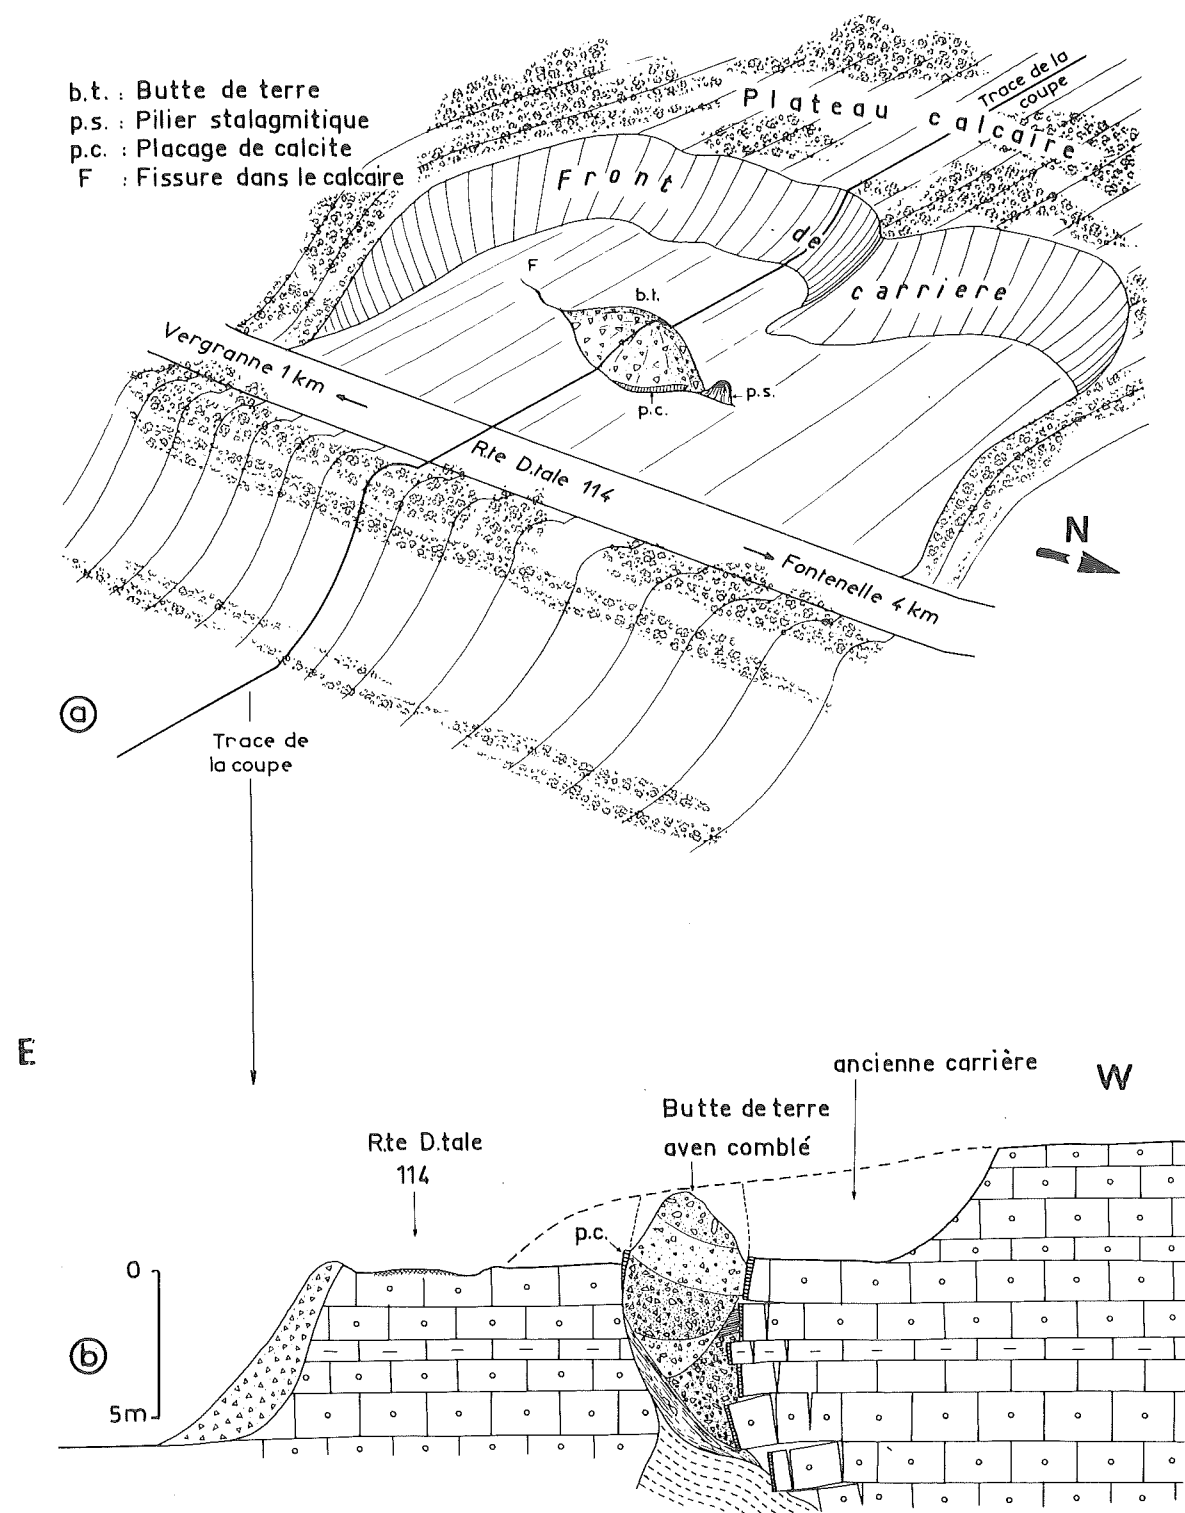 b.t. : Butte de terre
p.s. : Pilier stalagmitique
p.c. : Placage de calcite
F : Fissure dans le calcaire
Trace de la
coupe
Plateau calcaire
Front de carriere
F
b.t.
p.s.
p.c.
Vergranne 1 km
Rte D.tale 114
Fontenelle 4 km
N
a
Trace de
la coupe
E
W
ancienne carrière
Butte de terre
aven comblé
Rte D.tale
114
p.c.
0
5m
b